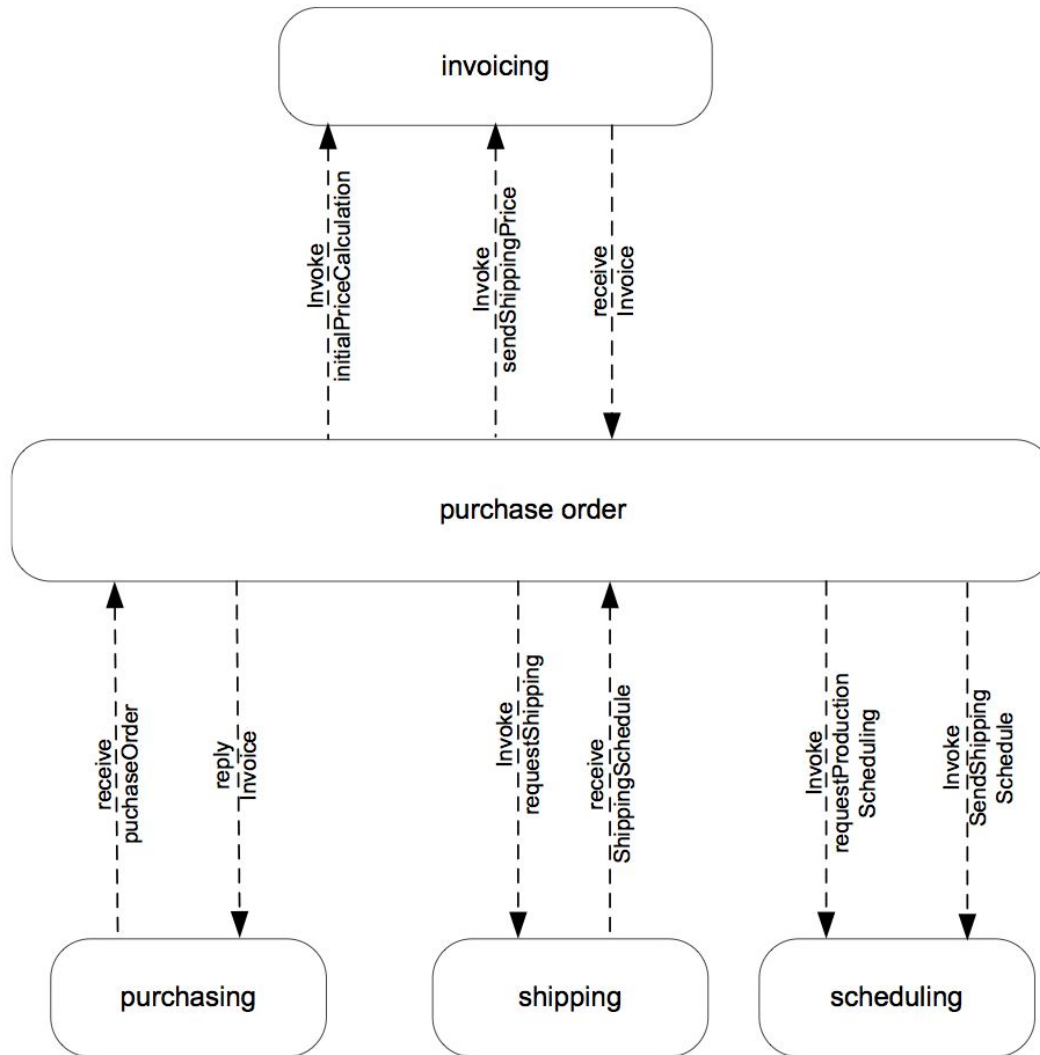 invoicing
Invoke
initialPriceCalculation
Invoke
sendShippingPrice
receive
Invoice
purchase order
receive
puchaseOrder
reply
Invoice
Invoke
requestShipping
receive
ShippingSchedule
Invoke
requestProduction
Scheduling
Invoke
SendShipping
Schedule
purchasing
shipping
scheduling